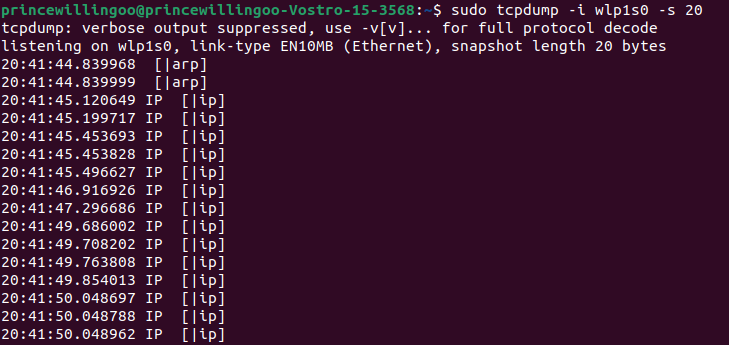 princewillingoo@princewillingoo-Vostro-15-3568:~$ sudo tcpdump -i wlp1s0 -s 20
tcpdump: verbose output suppressed, use -v[v]... for full protocol decode
listening on wlp1s0, link-type EN10MB (Ethernet), snapshot length 20 bytes
20:41:44.839968  [|arp]
20:41:44.839999  [|arp]
20:41:45.120649 IP  [|ip]
20:41:45.199717 IP  [|ip]
20:41:45.453693 IP  [|ip]
20:41:45.453828 IP  [|ip]
20:41:45.496627 IP  [|ip]
20:41:46.916926 IP  [|ip]
20:41:47.296686 IP  [|ip]
20:41:49.686002 IP  [|ip]
20:41:49.708202 IP  [|ip]
20:41:49.763808 IP  [|ip]
20:41:49.854013 IP  [|ip]
20:41:50.048697 IP  [|ip]
20:41:50.048788 IP  [|ip]
20:41:50.048962 IP  [|ip]